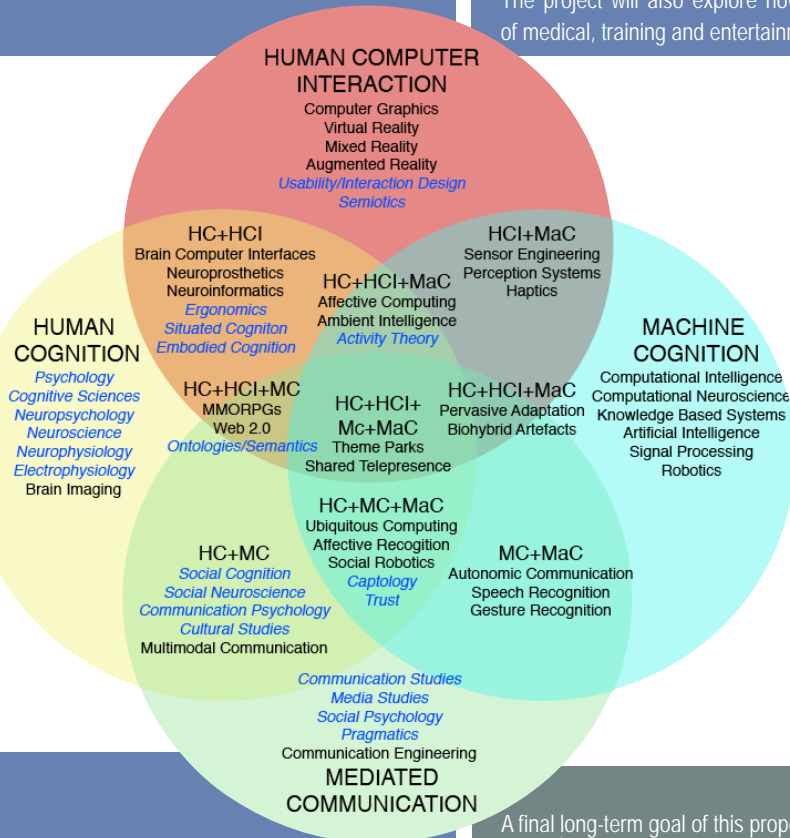 The project will also explore how
of medical, training and entertainm
HUMAN COMPUTER
INTERACTION
Computer Graphics
Virtual Reality
Mixed Reality
Augmented Reality
Usability/Interaction Design
Semiotics
HC+HCI
Brain Computer Interfaces
Neuroprosthetics
Neuroinformatics
Ergonomics
Situated Cogniton
Embodied Cognition
HC+HCI+MaC
Affective Computing
Ambient Intelligence
Activity Theory
HCI+MaC
Sensor Engineering
Perception Systems
Haptics
HUMAN
COGNITION
Psychology
Cognitive Sciences
Neuropsychology
Neuroscience
Neurophysiology
Electrophysiology
Brain Imaging
HC+HCI+MC
MMORPGs
Web 2.0
Ontologies/Semantics
HC+HCI+
Mc+MaC
Theme Parks
Shared Telepresence
HC+HCI+MaC
Pervasive Adaptation
Biohybrid Artefacts
MACHINE
COGNITION
Computational Intelligence
Computational Neuroscience
Knowledge Based Systems
Artificial Intelligence
Signal Processing
Robotics
HC+MC
Social Cognition
Social Neuroscience
Communication Psychology
Cultural Studies
Multimodal Communication
HC+MC+MaC
Ubiquitous Computing
Affective Recogition
Social Robotics
Captology
Trust
MC+MaC
Autonomic Communication
Speech Recognition
Gesture Recognition
Communication Studies
Media Studies
Social Psychology
Pragmatics
Communication Engineering
MEDIATED
COMMUNICATION
A final long-term goal of this prop